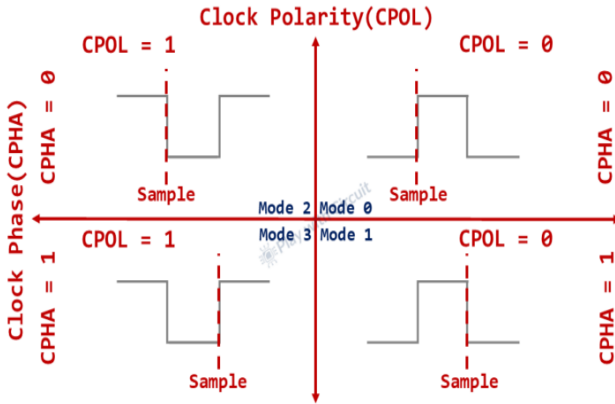 Clock Polarity(CPOL)
CPOL = 1
CPOL = 0
Clock Phase(CPHA)
CPHA = 0
CPHA = 0
Sample
Sample
Mode 2
Mode 0
Mode 3
Mode 1
CPOL = 1
CPOL = 0
CPHA = 1
CPHA = 1
Sample
Sample